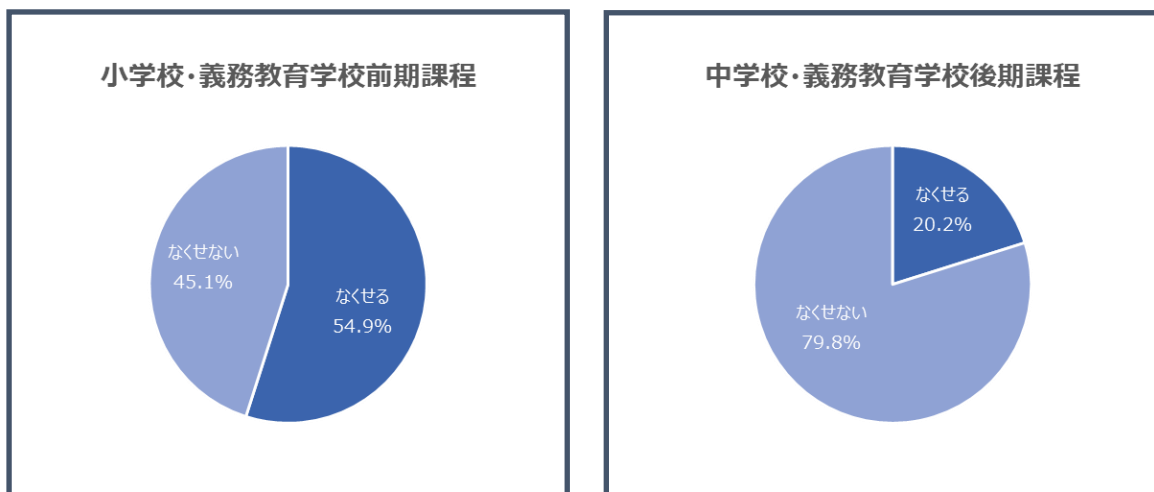 小学校・義務教育学校前期課程
なくせない
45.1%
なくせる
54.9%
中学校・義務教育学校後期課程
なくせる
20.2%
なくせない
79.8%